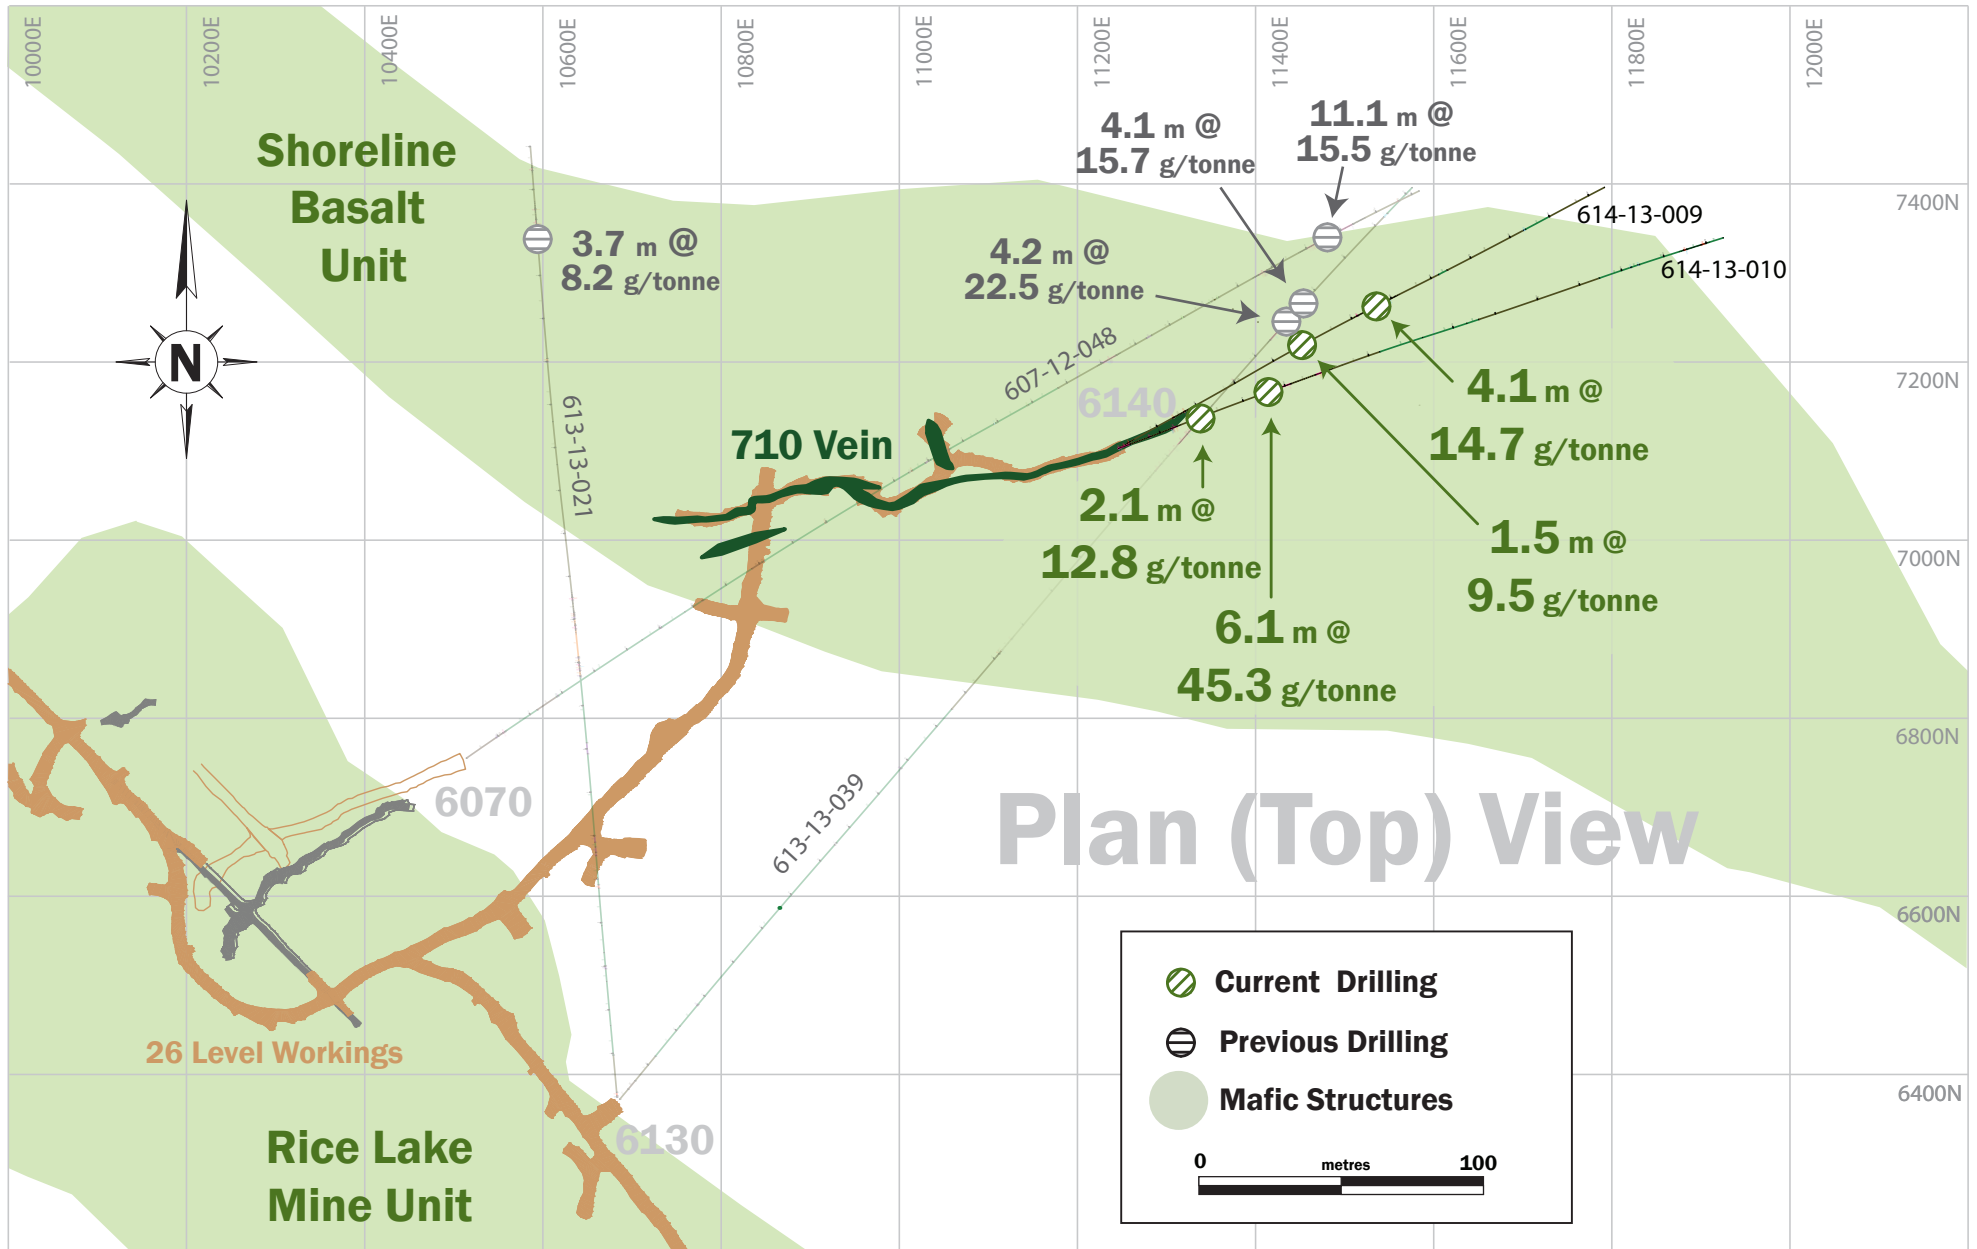 10000E
10200E
10400E
10600E
10800E
11000E
11200E
11400E
11600E
11800E
12000E
Shoreline
Basalt
Unit
3.7 m @
8.2 g/tonne
4.1 m @
15.7 g/tonne
11.1 m @
15.5 g/tonne
4.2 m @
22.5 g/tonne
7400N
614-13-009
614-13-010
N
607-12-048
7200N
6140
613-13-021
710 Vein
4.1 m @
14.7 g/tonne
2.1 m @
12.8 g/tonne
1.5 m @
9.5 g/tonne
7000N
6.1 m @
45.3 g/tonne
6800N
6070
613-13-039
Plan (Top) View
6600N
26 Level Workings
6400N
6130
Rice Lake
Mine Unit
Current Drilling
Previous Drilling
Mafic Structures
0 metres 100